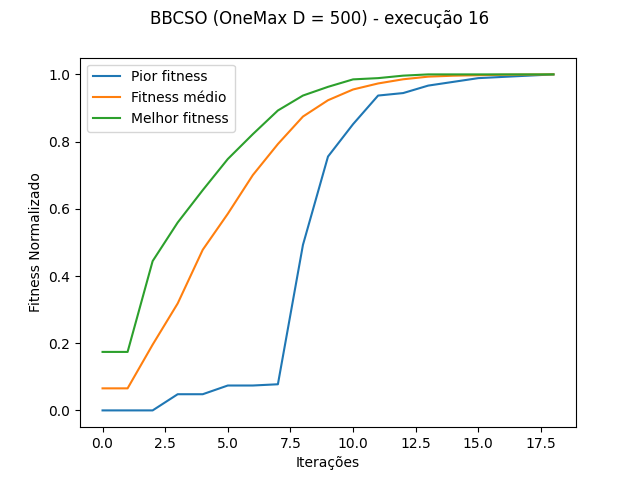 BBCSO (OneMax D = 500) - execução 16
Pior fitness
Fitness médio
Melhor fitness
Fitness Normalizado
1.0
0.8
0.6
0.4
0.2
0.0
0.0 2.5 5.0 7.5 10.0 12.5 15.0 17.5
Iterações